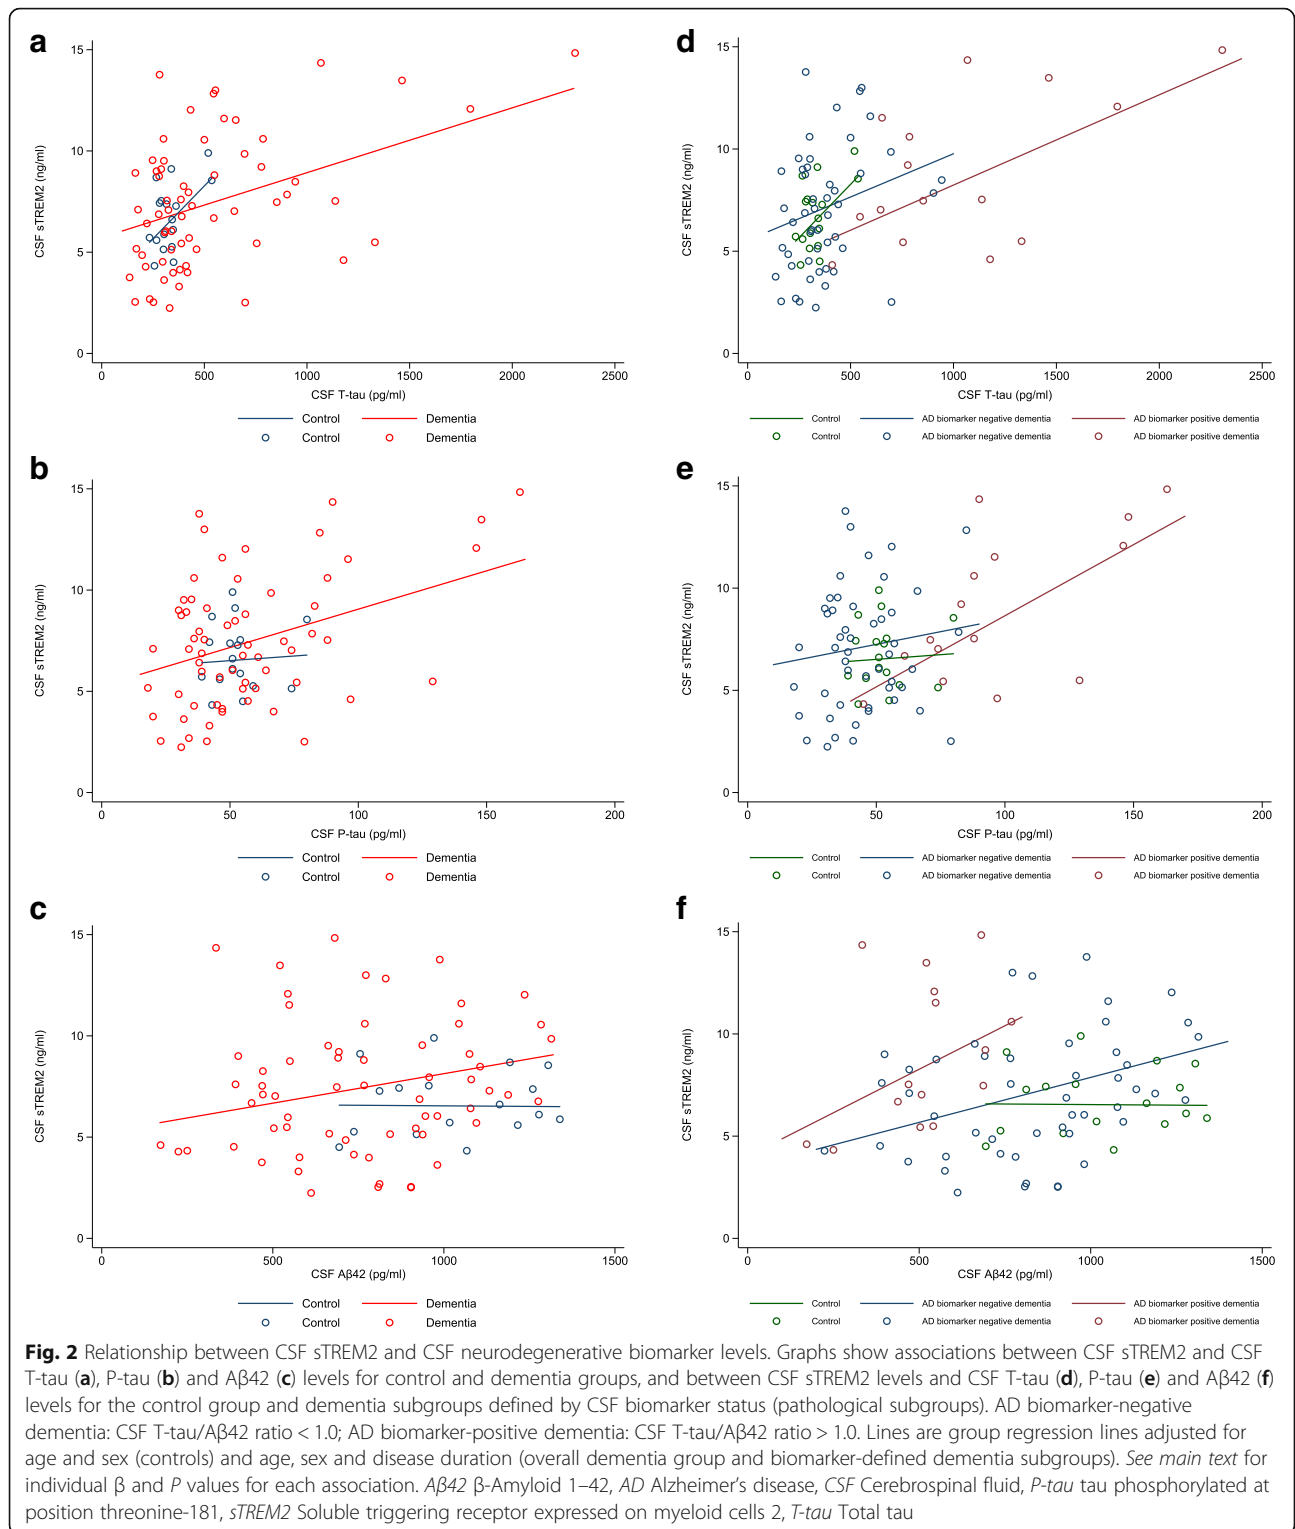 a
15
10
5
0
CSF sTREM2 (ng/ml)
0 500 1000 1500 2000 2500
CSF T-tau (pg/ml)
Control Dementia
Control Dementia
d
15
10
5
0
CSF sTREM2 (ng/ml)
0 500 1000 1500 2000 2500
CSF T-tau (pg/ml)
Control AD biomarker negative dementia AD biomarker positive dementia
Control AD biomarker negative dementia AD biomarker positive dementia
b
15
10
5
0
CSF sTREM2 (ng/ml)
0 50 100 150 200
CSF P-tau (pg/ml)
Control Dementia
Control Dementia
e
15
10
5
0
CSF sTREM2 (ng/ml)
0 50 100 150 200
CSF P-tau (pg/ml)
Control AD biomarker negative dementia AD biomarker positive dementia
Control AD biomarker negative dementia AD biomarker positive dementia
c
15
10
5
0
CSF sTREM2 (ng/ml)
0 500 1000 1500
CSF Aβ42 (pg/ml)
Control Dementia
Control Dementia
f
15
10
5
0
CSF sTREM2 (ng/ml)
0 500 1000 1500
CSF Aβ42 (pg/ml)
Control AD biomarker negative dementia AD biomarker positive dementia
Control AD biomarker negative dementia AD biomarker positive dementia
Fig. 2 Relationship between CSF sTREM2 and CSF neurodegenerative biomarker levels. Graphs show associations between CSF sTREM2 and CSF
T-tau (a), P-tau (b) and Aβ42 (c) levels for control and dementia groups, and between CSF sTREM2 levels and CSF T-tau (d), P-tau (e) and Aβ42 (f)
levels for the control group and dementia subgroups defined by CSF biomarker status (pathological subgroups). AD biomarker-negative
dementia: CSF T-tau/Aβ42 ratio < 1.0; AD biomarker-positive dementia: CSF T-tau/Aβ42 ratio > 1.0. Lines are group regression lines adjusted for
age and sex (controls) and age, sex and disease duration (overall dementia group and biomarker-defined dementia subgroups). See main text for
individual β and P values for each association. Aβ42 β-Amyloid 1–42, AD Alzheimer's disease, CSF Cerebrospinal fluid, P-tau tau phosphorylated at
position threonine-181, sTREM2 Soluble triggering receptor expressed on myeloid cells 2, T-tau Total tau